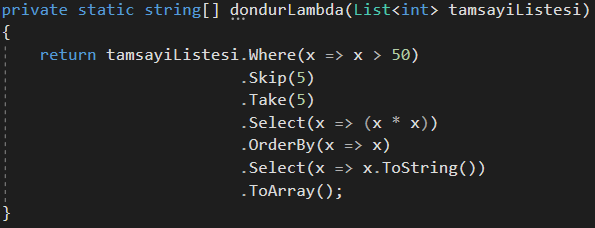 private static string[] dondurLambda(List<int> tamsayiListesi)
{
    return tamsayiListesi.Where(x => x > 50)
                         .Skip(5)
                         .Take(5)
                         .Select(x => (x * x))
                         .OrderBy(x => x)
                         .Select(x => x.ToString())
                         .ToArray();
}